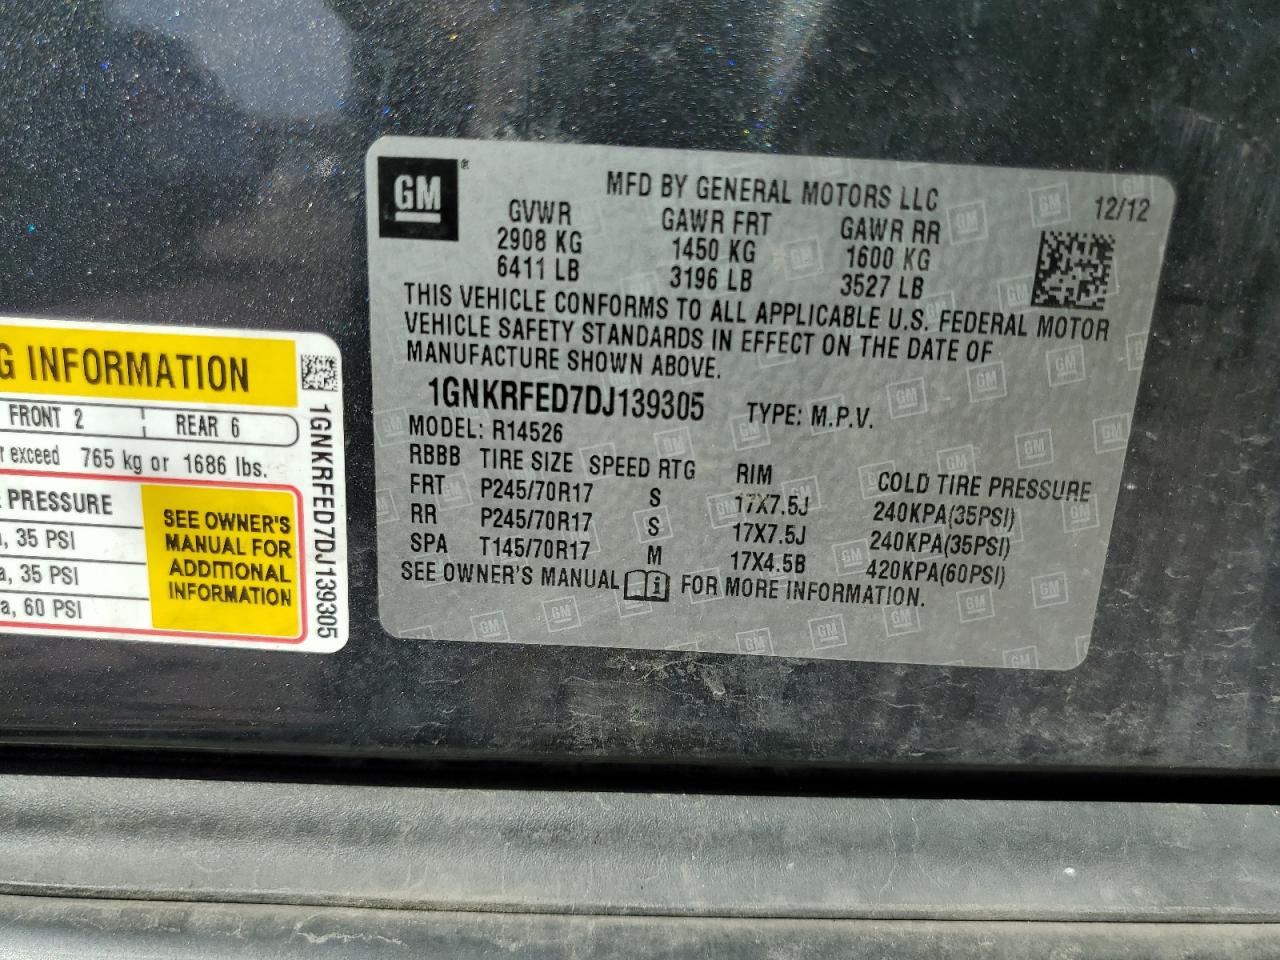 GM
MFD BY GENERAL MOTORS LLC
12/12
GVWR GAWR FRT GAWR RR
2908 KG 1450 KG 1600 KG
6411 LB 3196 LB 3527 LB
THIS VEHICLE CONFORMS TO ALL APPLICABLE U.S. FEDERAL MOTOR
VEHICLE SAFETY STANDARDS IN EFFECT ON THE DATE OF
MANUFACTURE SHOWN ABOVE.
1GNKRFED7DJ139305 TYPE: M.P.V.
MODEL: R14526
RBBB TIRE SIZE SPEED RTG RIM COLD TIRE PRESSURE
FRT P245/70R17 S 17X7.5J 240KPA(35PSI)
RR P245/70R17 S 17X7.5J 240KPA(35PSI)
SPA T145/70R17 M 17X4.5B 420KPA(60PSI)
SEE OWNER'S MANUAL FOR MORE INFORMATION.
G INFORMATION
FRONT 2 REAR 6
r exceed 765 kg or 1686 lbs.
PRESSURE
, 35 PSI
a, 35 PSI
a, 60 PSI
SEE OWNER'S
MANUAL FOR
ADDITIONAL
INFORMATION
1GNKRFED7DJ139305